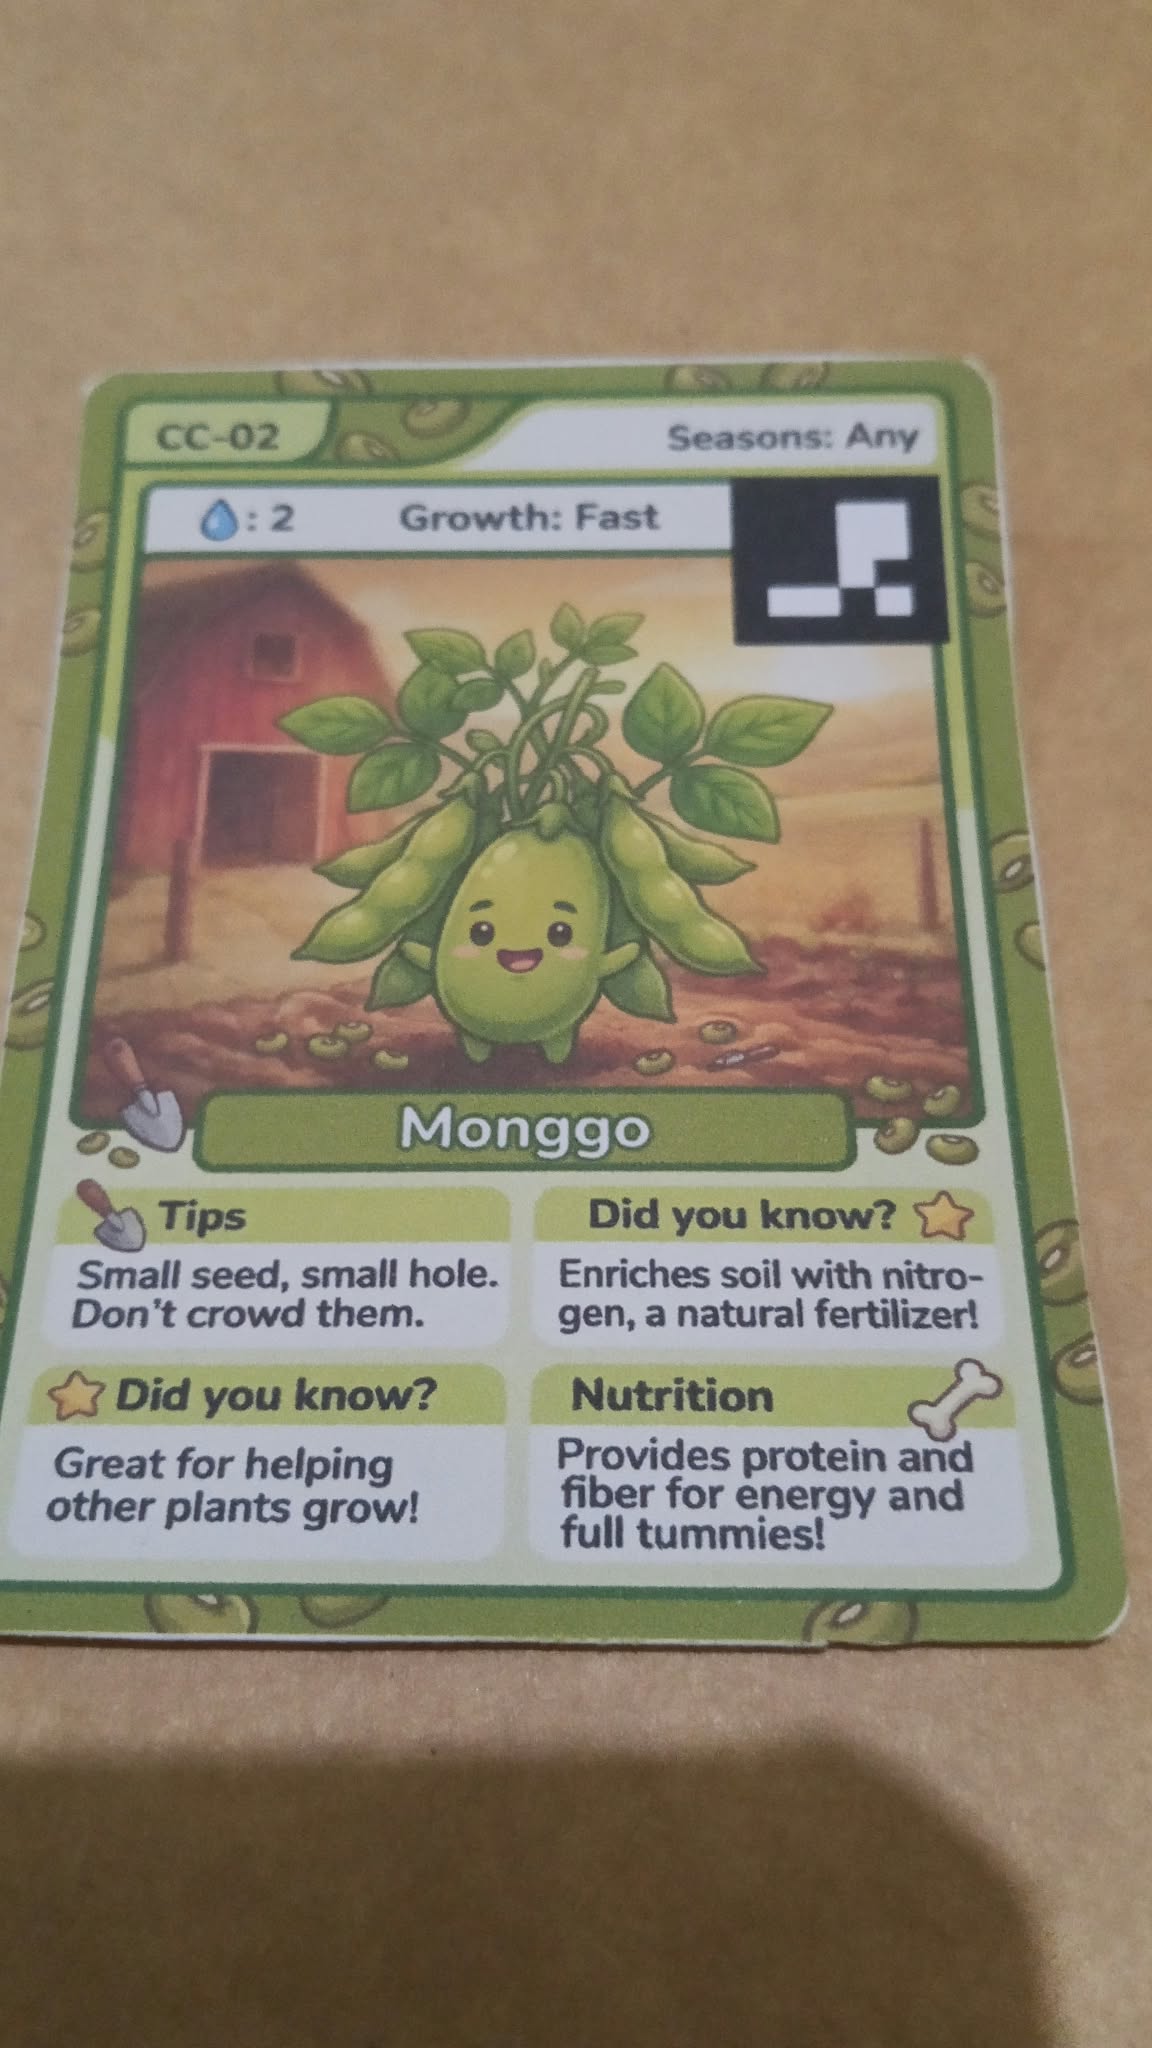 CC-02
Seasons: Any
: 2
Growth: Fast
Monggo
Tips
Small seed, small hole.
Don't crowd them.
Did you know?
Enriches soil with nitro-
gen, a natural fertilizer!
Did you know?
Great for helping
other plants grow!
Nutrition
Provides protein and
fiber for energy and
full tummies!